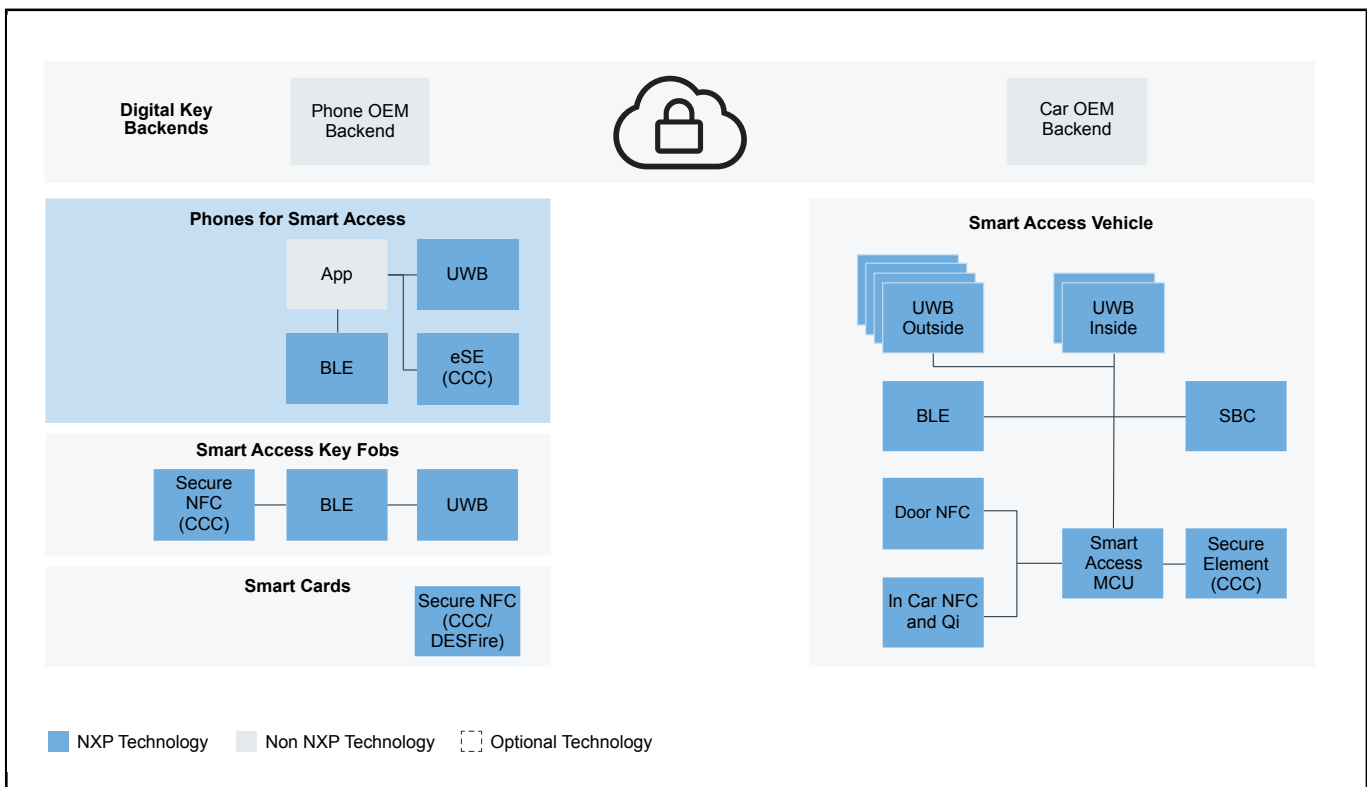 Digital Key
Backends
Phone OEM
Backend
Car OEM
Backend
Phones for Smart Access
App
UWB
BLE
eSE
(CCC)
Smart Access Key Fobs
Secure
NFC
(CCC)
BLE
UWB
Smart Cards
Secure NFC
(CCC/
DESFire)
Smart Access Vehicle
UWB
Outside
UWB
Inside
BLE
SBC
Door NFC
In Car NFC
and Qi
Smart
Access
MCU
Secure
Element
(CCC)
NXP Technology
Non NXP Technology
Optional Technology